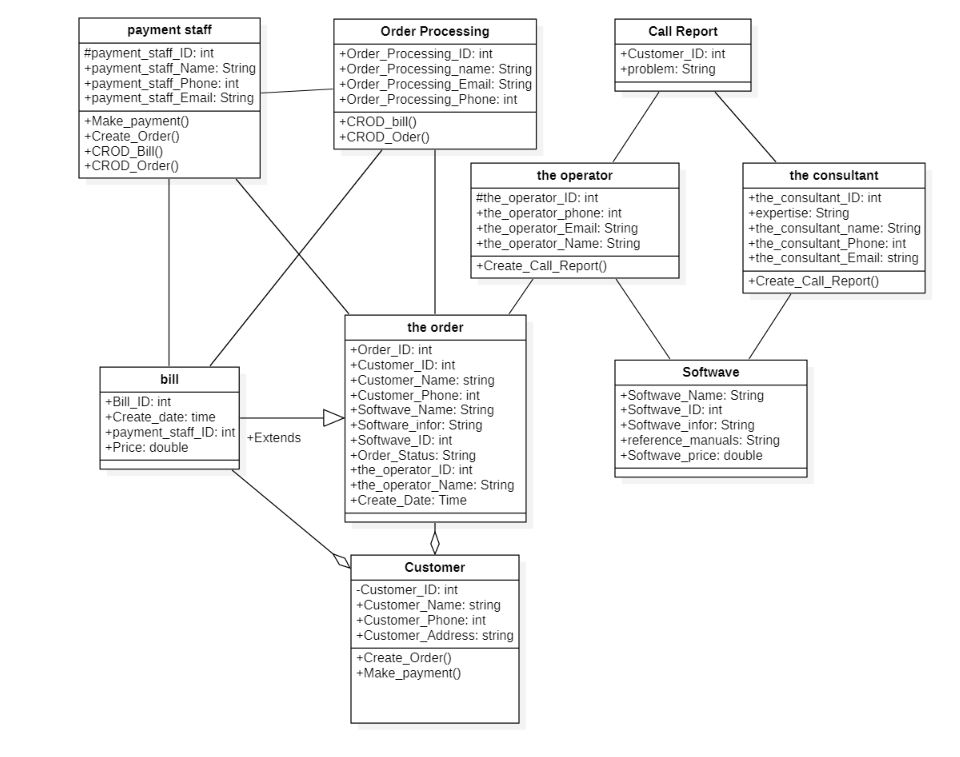 payment staff
#payment_staff_ID: int
+payment_staff_Name: String
+payment_staff_Phone: int
+payment_staff_Email: String
+Make_payment()
+Create_Order()
+CROD_Bill()
+CROD_Order()
Order Processing
+Order_Processing_ID: int
+Order_Processing_name: String
+Order_Processing_Email: String
+Order_Processing_Phone: int
+CROD_bill()
+CROD_Oder()
Call Report
+Customer_ID: int
+problem: String
the operator
#the_operator_ID: int
+the_operator_phone: int
+the_operator_Email: String
+the_operator_Name: String
+Create_Call_Report()
the consultant
+the_consultant_ID: int
+expertise: String
+the_consultant_name: String
+the_consultant_Phone: int
+the_consultant_Email: string
+Create_Call_Report()
bill
+Bill_ID: int
+Create_date: time
+payment_staff_ID: int
+Price: double
+Extends
the order
+Order_ID: int
+Customer_ID: int
+Customer_Name: string
+Customer_Phone: int
+Softwave_Name: String
+Software_infor: String
+Softwave_ID: int
+Order_Status: String
+the_operator_ID: int
+the_operator_Name: String
+Create_Date: Time
Softwave
+Softwave_Name: String
+Softwave_ID: int
+Softwave_infor: String
+reference_manuals: String
+Softwave_price: double
Customer
-Customer_ID: int
+Customer_Name: string
+Customer_Phone: int
+Customer_Address: string
+Create_Order()
+Make_payment()